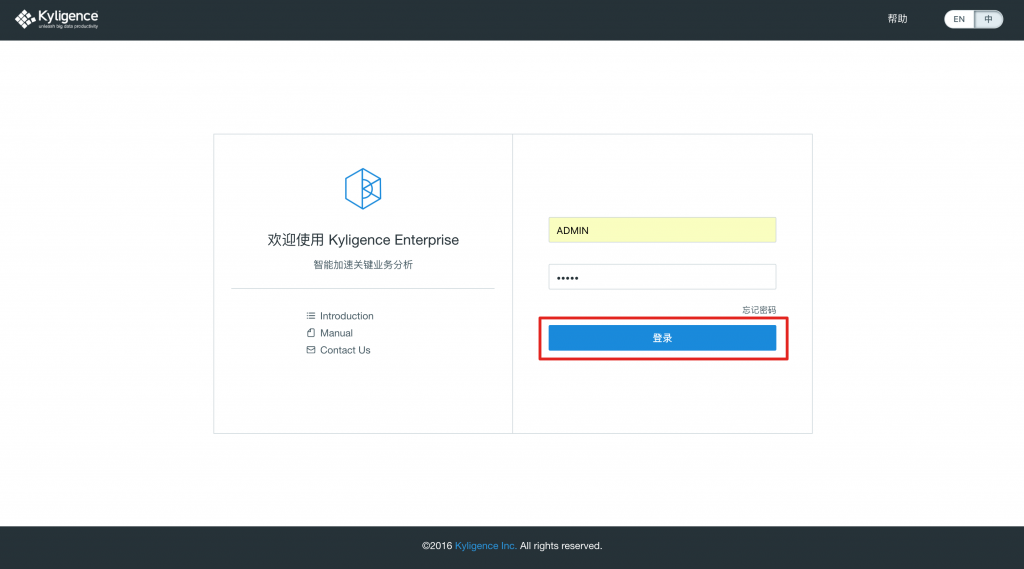 Kyligence
unleash big data productivity
帮助
EN
中
欢迎使用 Kyligence Enterprise
智能加速关键业务分析
Introduction
Manual
Contact Us
ADMIN
•••••
忘记密码
登录
©2016 Kyligence Inc. All rights reserved.